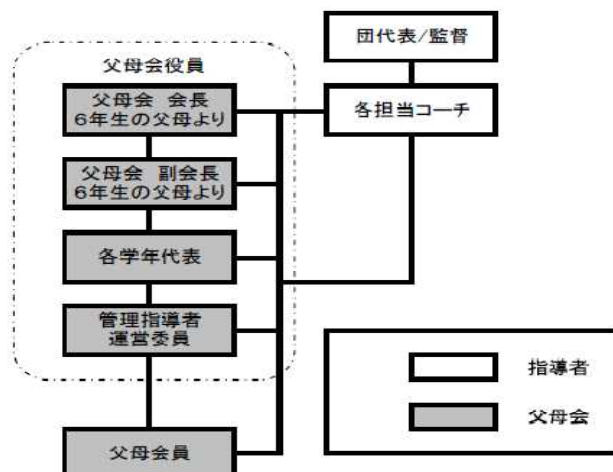 団代表/監督
父母会役員
父母会 会長
6年生の父母より
各担当コーチ
父母会 副会長
6年生の父母より
各学年代表
管理指導者
運営委員
父母会員
指導者
父母会